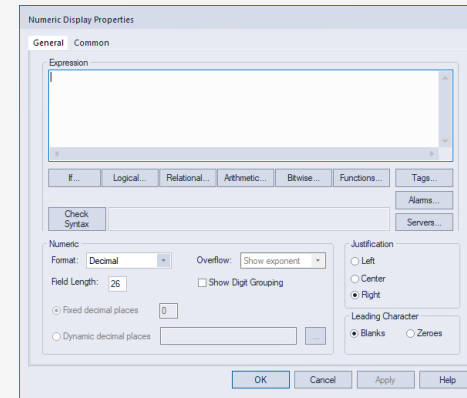 Numeric Display Properties
General Common
Expression
If... Logical... Relational... Arithmetic... Bitwise... Functions... Tags...
Alarms...
Check Syntax Servers...
Numeric
Format: Decimal Overflow: Show exponent
Field Length: 26 Show Digit Grouping
Fixed decimal places 0
Dynamic decimal places ...
Justification
Left
Center
Right
Leading Character
Blanks Zeroes
OK Cancel Apply Help